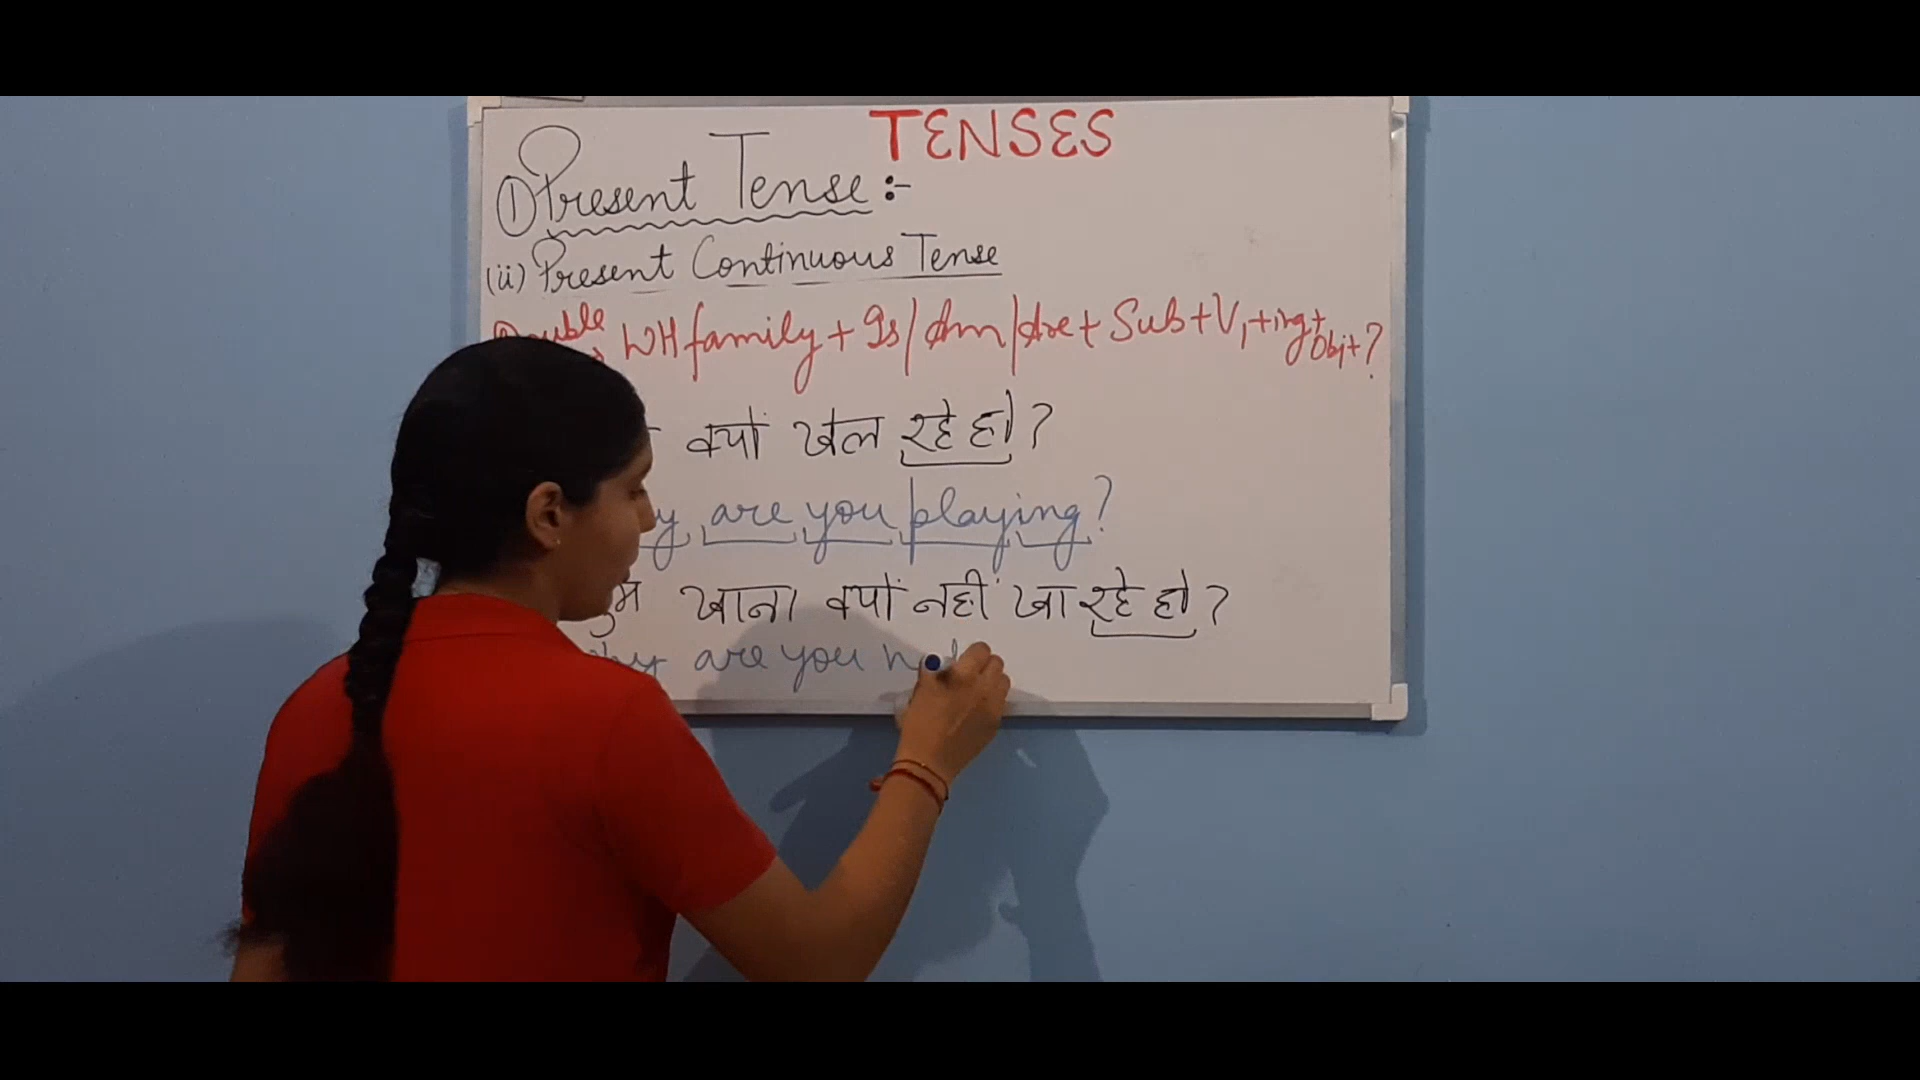 TENSES
① Present Tense :-
(ii) Present Continuous Tense
Double WH family + Is/Am/Are + Sub + V₁ + ing + Obj + ?
क्यों खेल रहे हो ?
are you playing ?
खाना क्यों नहीं खा रहे हो ?
are you